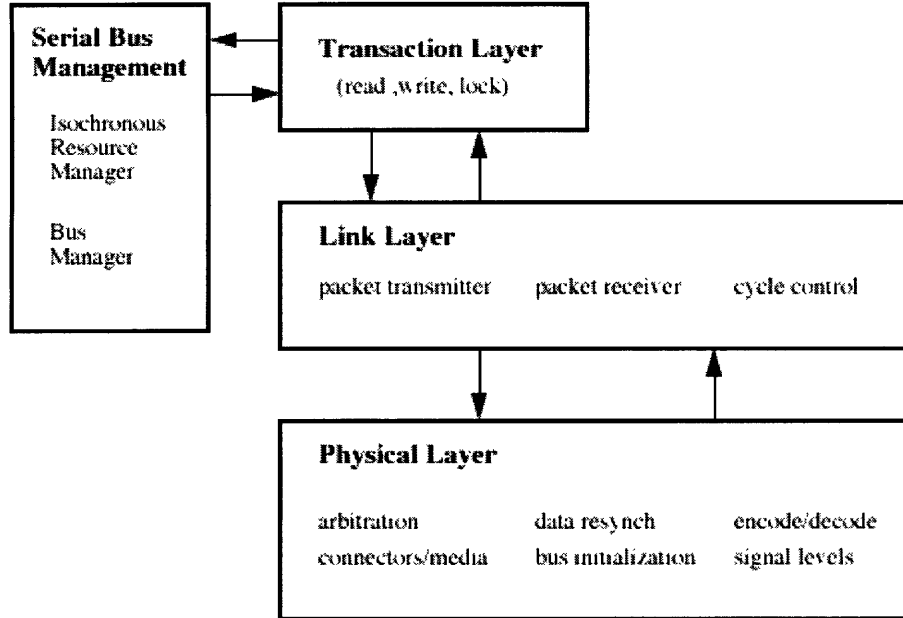 Serial Bus
Management
Isochronous
Resource
Manager
Bus
Manager
Transaction Layer
(read ,write, lock)
Link Layer
packet transmitter packet receiver cycle control
Physical Layer
arbitration data resynch encode/decode
connectors/media bus initialization signal levels